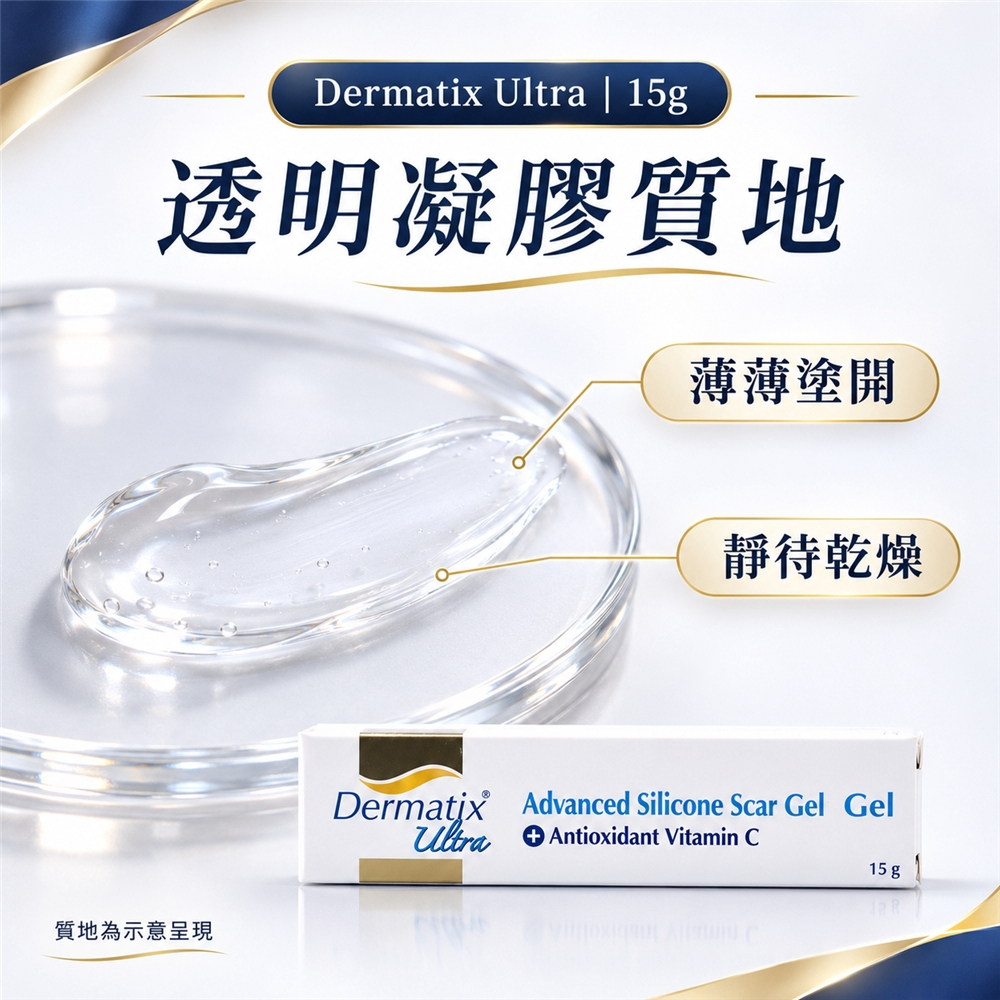 Dermatix Ultra | 15g
透明凝膠質地
薄薄塗開
靜待乾燥
Dermatix®
Ultra
Advanced Silicone Scar Gel Gel
+ Antioxidant Vitamin C
15 g
質地為示意呈現